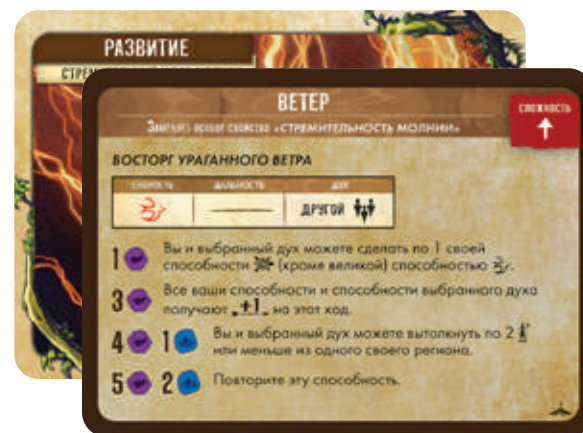 РАЗВИТИЕ
СТРЕ
ВЕТЕР
СЛОЖНОСТЬ
Заменяет особое свойство «СТРЕМИТЕЛЬНОСТЬ МОЛНИИ»
ВОСТОРГ УРАГАННОГО ВЕТРА
СКОРОСТЬ ДАЛЬНОСТЬ ДУХ
ДРУГОЙ
1 Вы и выбранный дух можете сделать по 1 своей
способности (кроме великой) способностью .
3 Все ваши способности и способности выбранного духа
получают +1 на этот ход.
4 1 Вы и выбранный дух можете вытолкнуть по 2
или меньше из одного своего региона.
5 2 Повторите эту способность.